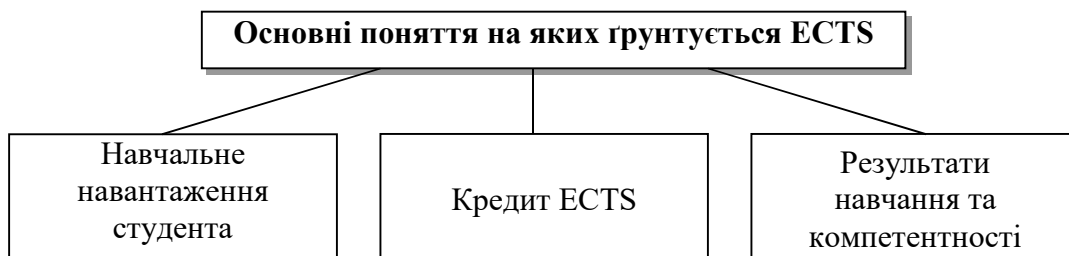 Основні поняття на яких ґрунтується ECTS
Навчальне
навантаження
студента
Кредит ECTS
Результати
навчання та
компетентності